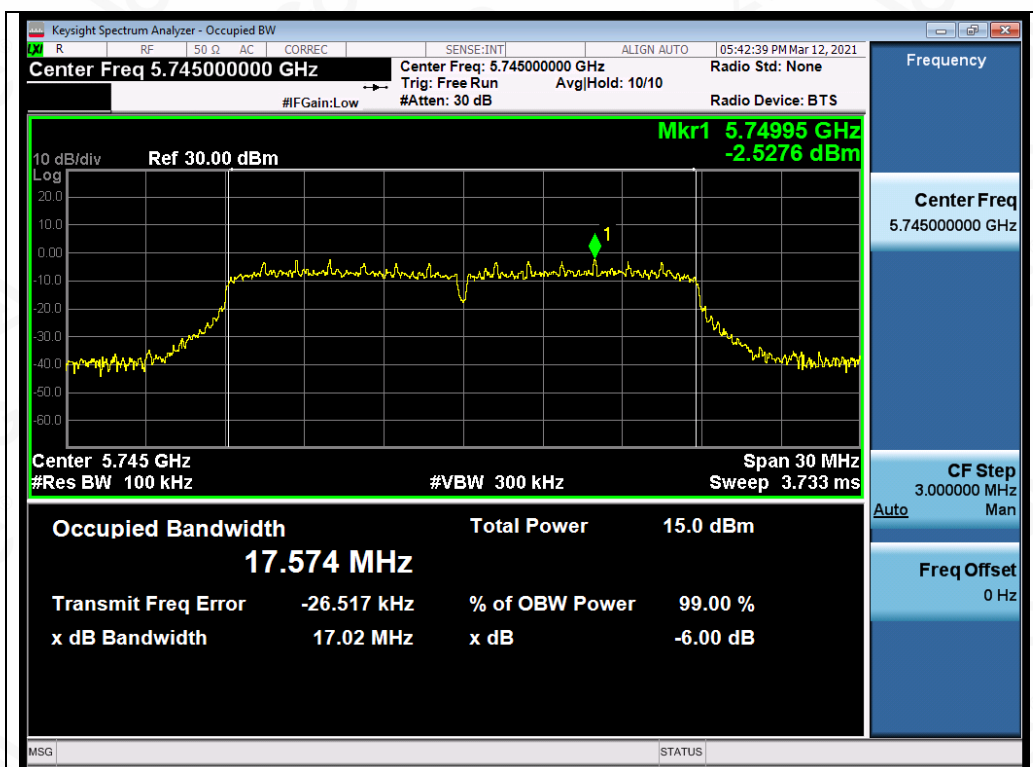 Keysight Spectrum Analyzer - Occupied BW
LXI R RF 50 Ω AC CORREC SENSE:INT ALIGN AUTO 05:42:39 PM Mar 12, 2021
Center Freq 5.745000000 GHz
Center Freq: 5.745000000 GHz
Radio Std: None
Trig: Free Run Avg|Hold: 10/10
#IFGain:Low #Atten: 30 dB Radio Device: BTS
Mkr1 5.74995 GHz
-2.5276 dBm
10 dB/div Ref 30.00 dBm
Log
20.0
10.0
0.00
-10.0
-20.0
-30.0
-40.0
-50.0
-60.0
1
Center 5.745 GHz Span 30 MHz
#Res BW 100 kHz #VBW 300 kHz Sweep 3.733 ms
Occupied Bandwidth Total Power 15.0 dBm
17.574 MHz
Transmit Freq Error -26.517 kHz % of OBW Power 99.00 %
x dB Bandwidth 17.02 MHz x dB -6.00 dB
MSG STATUS
Frequency
Center Freq
5.745000000 GHz
CF Step
3.000000 MHz
Auto Man
Freq Offset
0 Hz